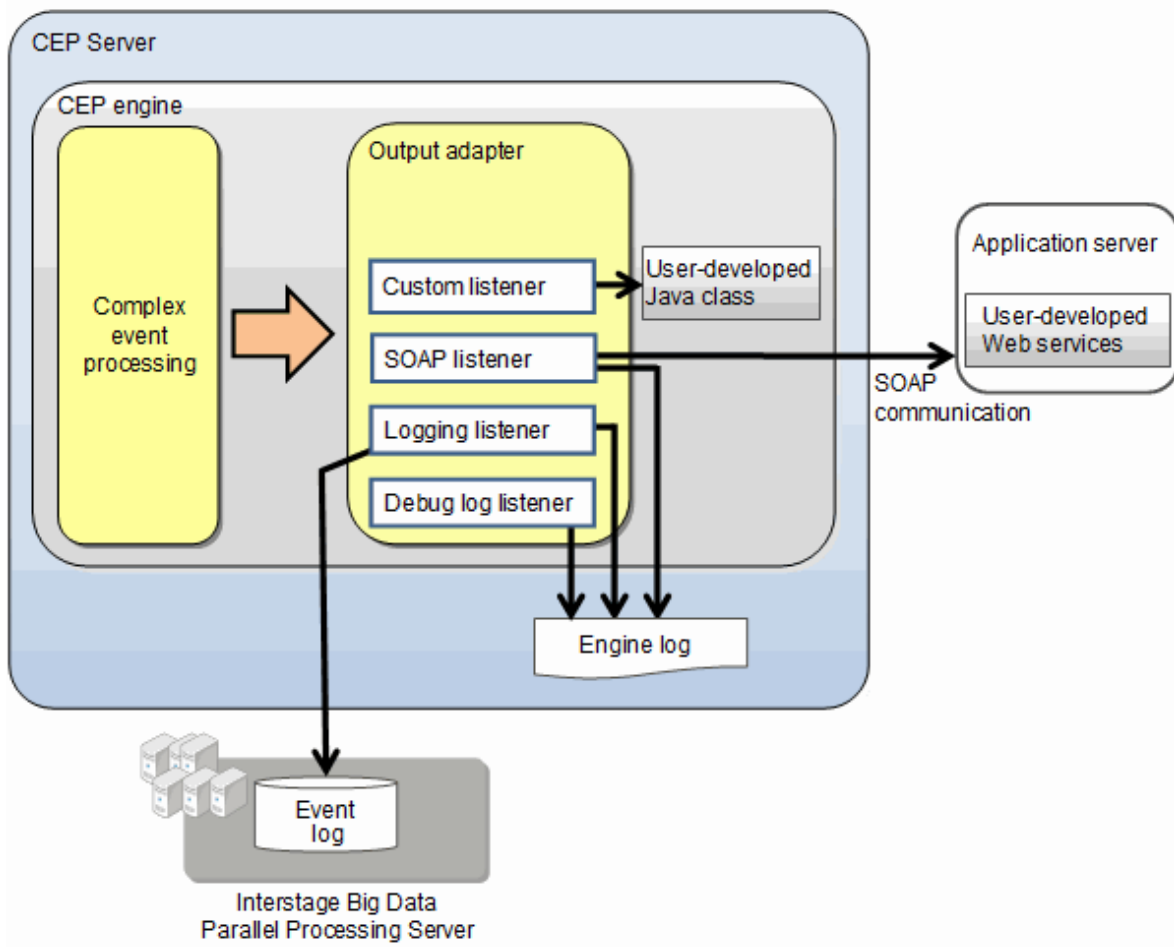 CEP Server
CEP engine
Complex
event
processing
Output adapter
Custom listener
SOAP listener
Logging listener
Debug log listener
User-developed
Java class
Application server
User-developed
Web services
SOAP
communication
Engine log
Event
log
Interstage Big Data
Parallel Processing Server